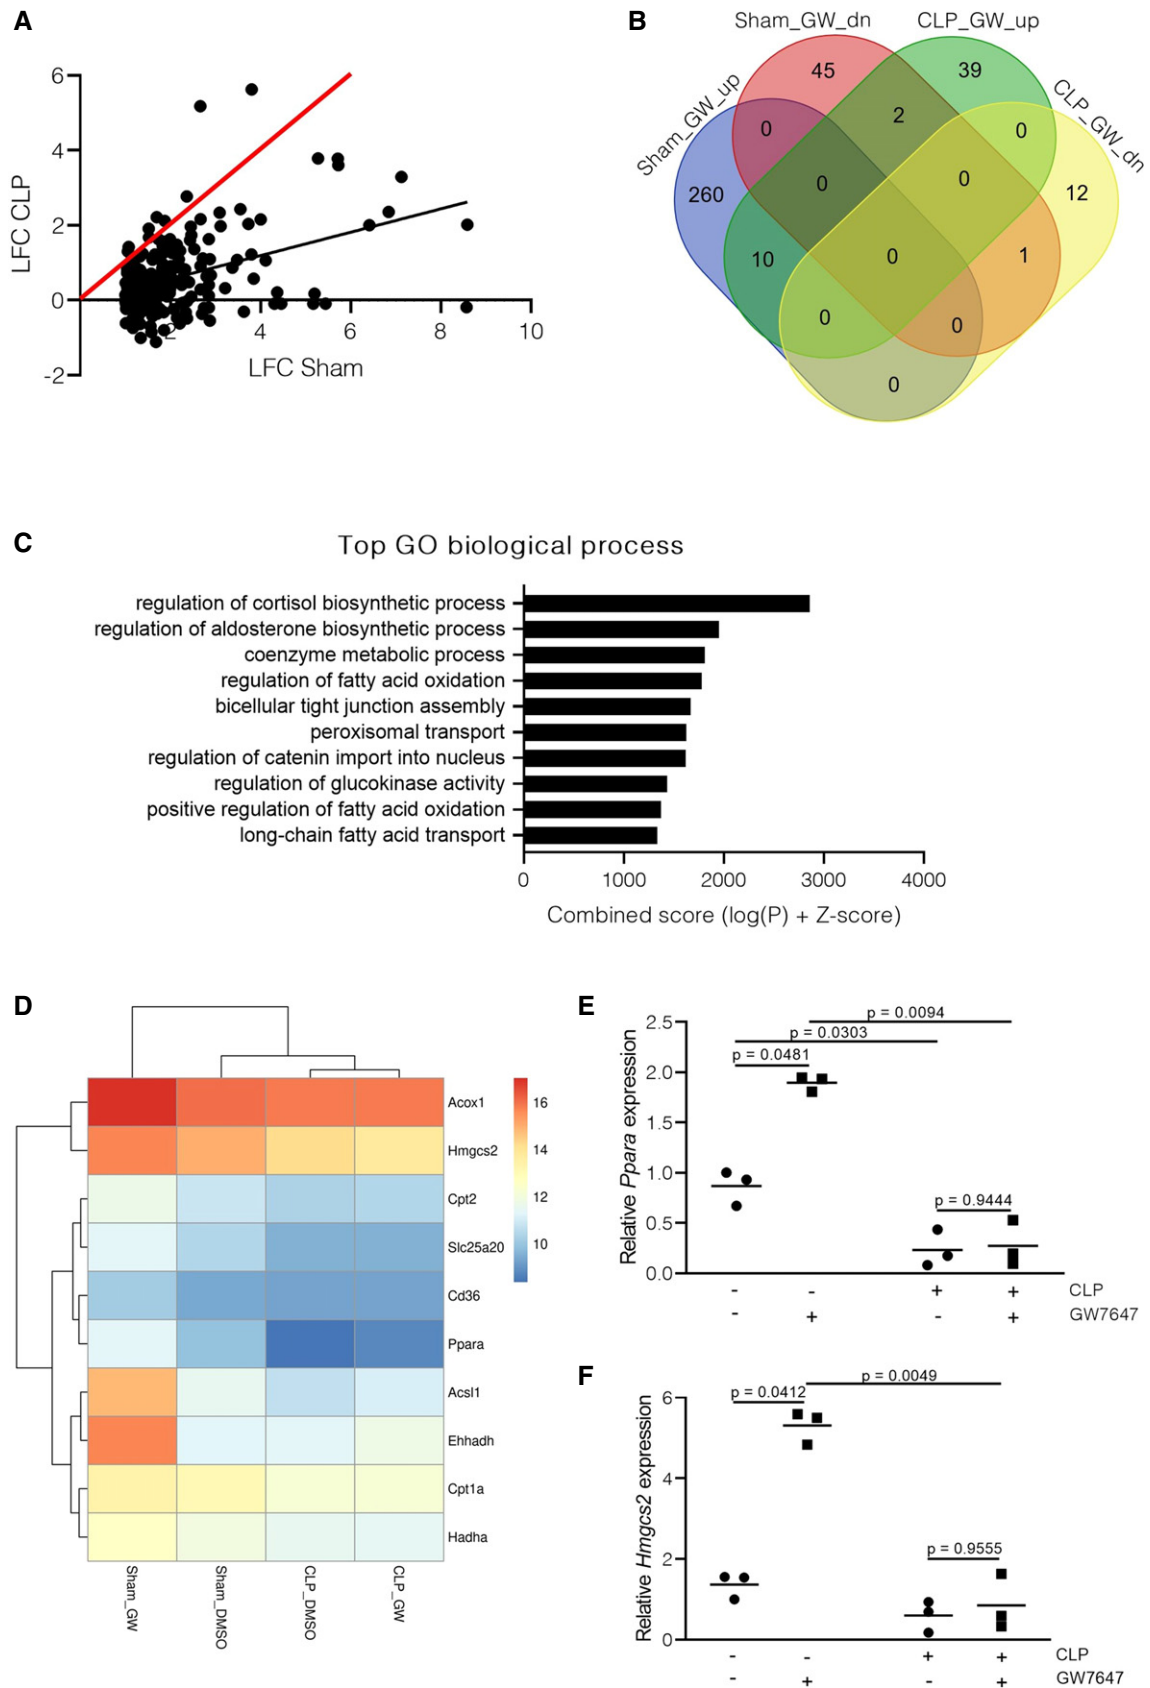 A
6
4
2
0
-2
LFC CLP
2
4
6
8
10
LFC Sham
B
Sham_GW_dn
CLP_GW_up
Sham_GW_up
CLP_GW_dn
45
39
2
0
0
260
0
0
12
10
0
1
0
0
0
C
Top GO biological process
regulation of cortisol biosynthetic process
regulation of aldosterone biosynthetic process
coenzyme metabolic process
regulation of fatty acid oxidation
bicellular tight junction assembly
peroxisomal transport
regulation of catenin import into nucleus
regulation of glucokinase activity
positive regulation of fatty acid oxidation
long-chain fatty acid transport
0
1000
2000
3000
4000
Combined score (log(P) + Z-score)
D
Acox1
Hmgcs2
Cpt2
Slc25a20
Cd36
Ppara
Acsl1
Ehhadh
Cpt1a
Hadha
16
14
12
10
Sham_GW
Sham_DMSO
CLP_DMSO
CLP_GW
E
Relative Ppara expression
2.5
2.0
1.5
1.0
0.5
0.0
p = 0.0094
p = 0.0303
p = 0.0481
p = 0.9444
- - + + CLP
- + - + GW7647
F
Relative Hmgcs2 expression
6
4
2
0
p = 0.0049
p = 0.0412
p = 0.9555
- - + + CLP
- + - + GW7647